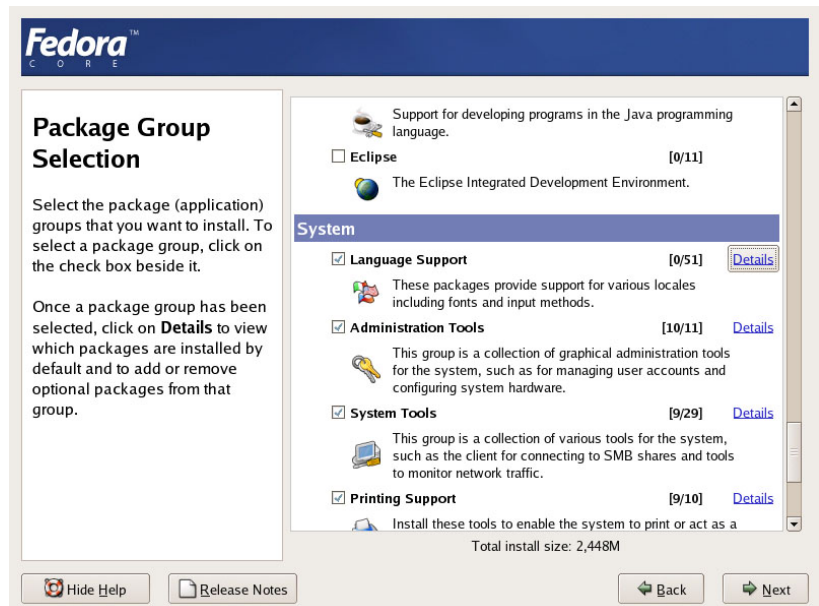 Fedora™
CORE
Package Group
Selection
Select the package (application)
groups that you want to install. To
select a package group, click on
the check box beside it.
Once a package group has been
selected, click on Details to view
which packages are installed by
default and to add or remove
optional packages from that
group.
Support for developing programs in the Java programming
language.
Eclipse [0/11]
The Eclipse Integrated Development Environment.
System
Language Support [0/51] Details
These packages provide support for various locales
including fonts and input methods.
Administration Tools [10/11] Details
This group is a collection of graphical administration tools
for the system, such as for managing user accounts and
configuring system hardware.
System Tools [9/29] Details
This group is a collection of various tools for the system,
such as the client for connecting to SMB shares and tools
to monitor network traffic.
Printing Support [9/10] Details
Install these tools to enable the system to print or act as a
Total install size: 2,448M
Hide Help
Release Notes
Back
Next